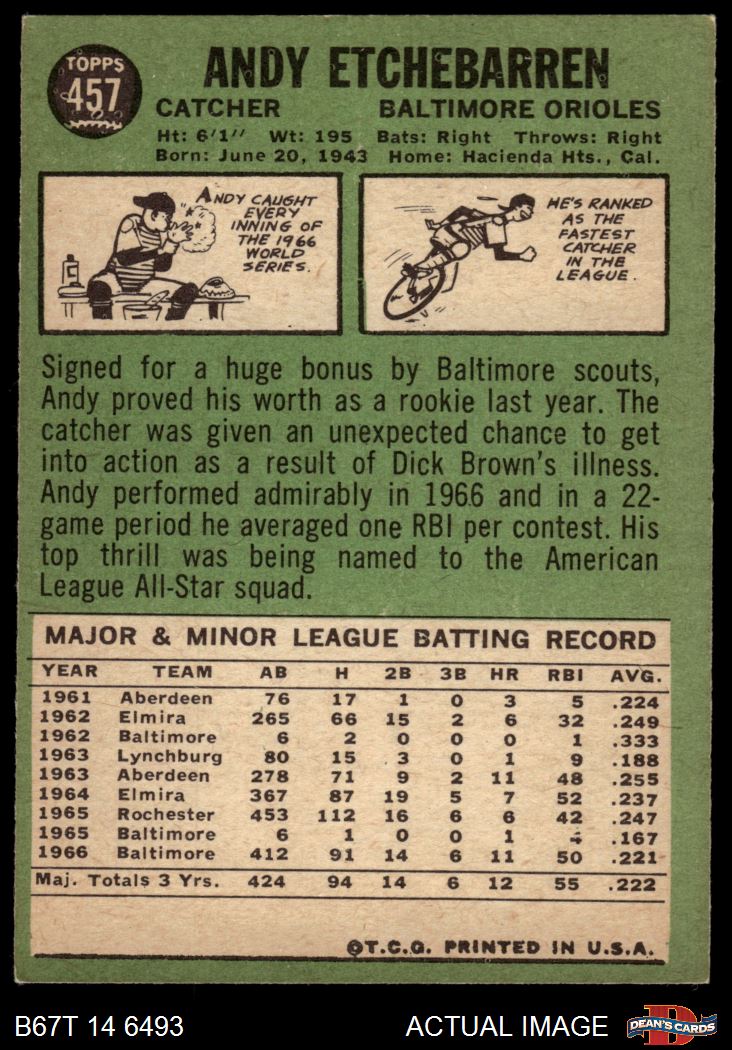 TOPPS
457
ANDY ETCHEBARREN
CATCHER BALTIMORE ORIOLES
Ht: 6'1" Wt: 195 Bats: Right Throws: Right
Born: June 20, 1943 Home: Hacienda Hts., Cal.
ANDY CAUGHT
EVERY
INNING OF
THE 1966
WORLD
SERIES.
HE'S RANKED
AS THE
FASTEST
CATCHER
IN THE
LEAGUE.
Signed for a huge bonus by Baltimore scouts,
Andy proved his worth as a rookie last year. The
catcher was given an unexpected chance to get
into action as a result of Dick Brown's illness.
Andy performed admirably in 1966 and in a 22-
game period he averaged one RBI per contest. His
top thrill was being named to the American
League All-Star squad.
MAJOR & MINOR LEAGUE BATTING RECORD
YEAR TEAM AB H 2B 3B HR RBI AVG.
1961 Aberdeen 76 17 1 0 3 5 .224
1962 Elmira 265 66 15 2 6 32 .249
1962 Baltimore 6 2 0 0 0 1 .333
1963 Lynchburg 80 15 3 0 1 9 .188
1963 Aberdeen 278 71 9 2 11 48 .255
1964 Elmira 367 87 19 5 7 52 .237
1965 Rochester 453 112 16 6 6 42 .247
1965 Baltimore 6 1 0 0 1 4 .167
1966 Baltimore 412 91 14 6 11 50 .221
Maj. Totals 3 Yrs. 424 94 14 6 12 55 .222
©T.C.G. PRINTED IN U.S.A.
B67T 14 6493 ACTUAL IMAGE
D
DEAN'S CARDS